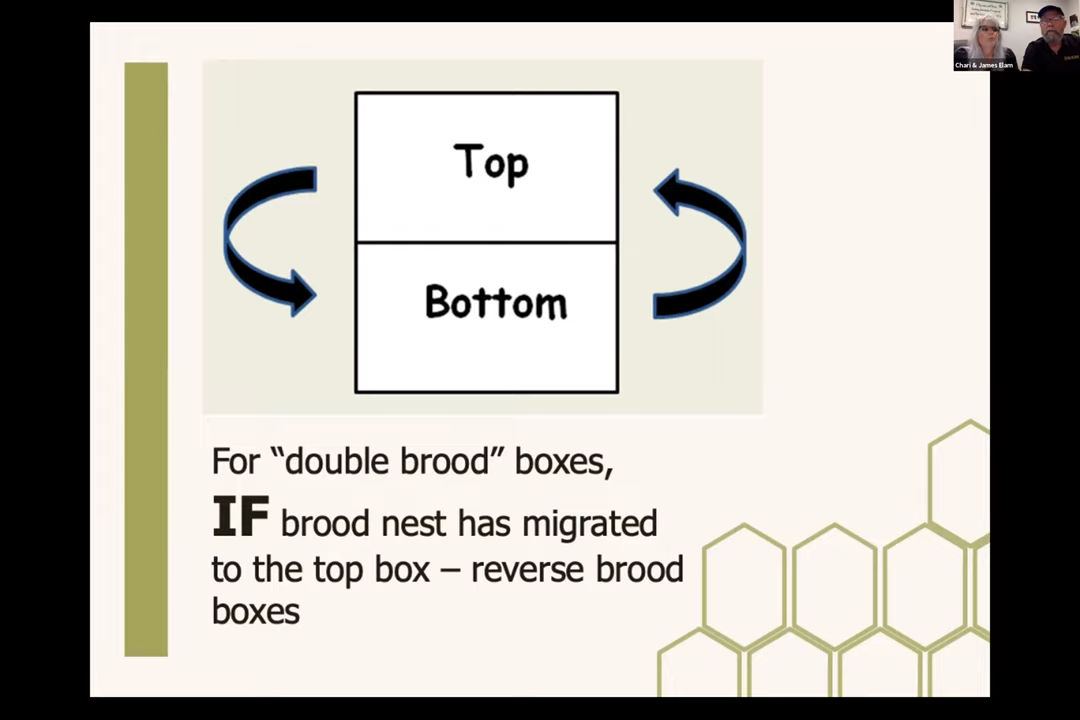 Chari & James Elam
Top
Bottom
For “double brood” boxes,
IF brood nest has migrated
to the top box – reverse brood
boxes